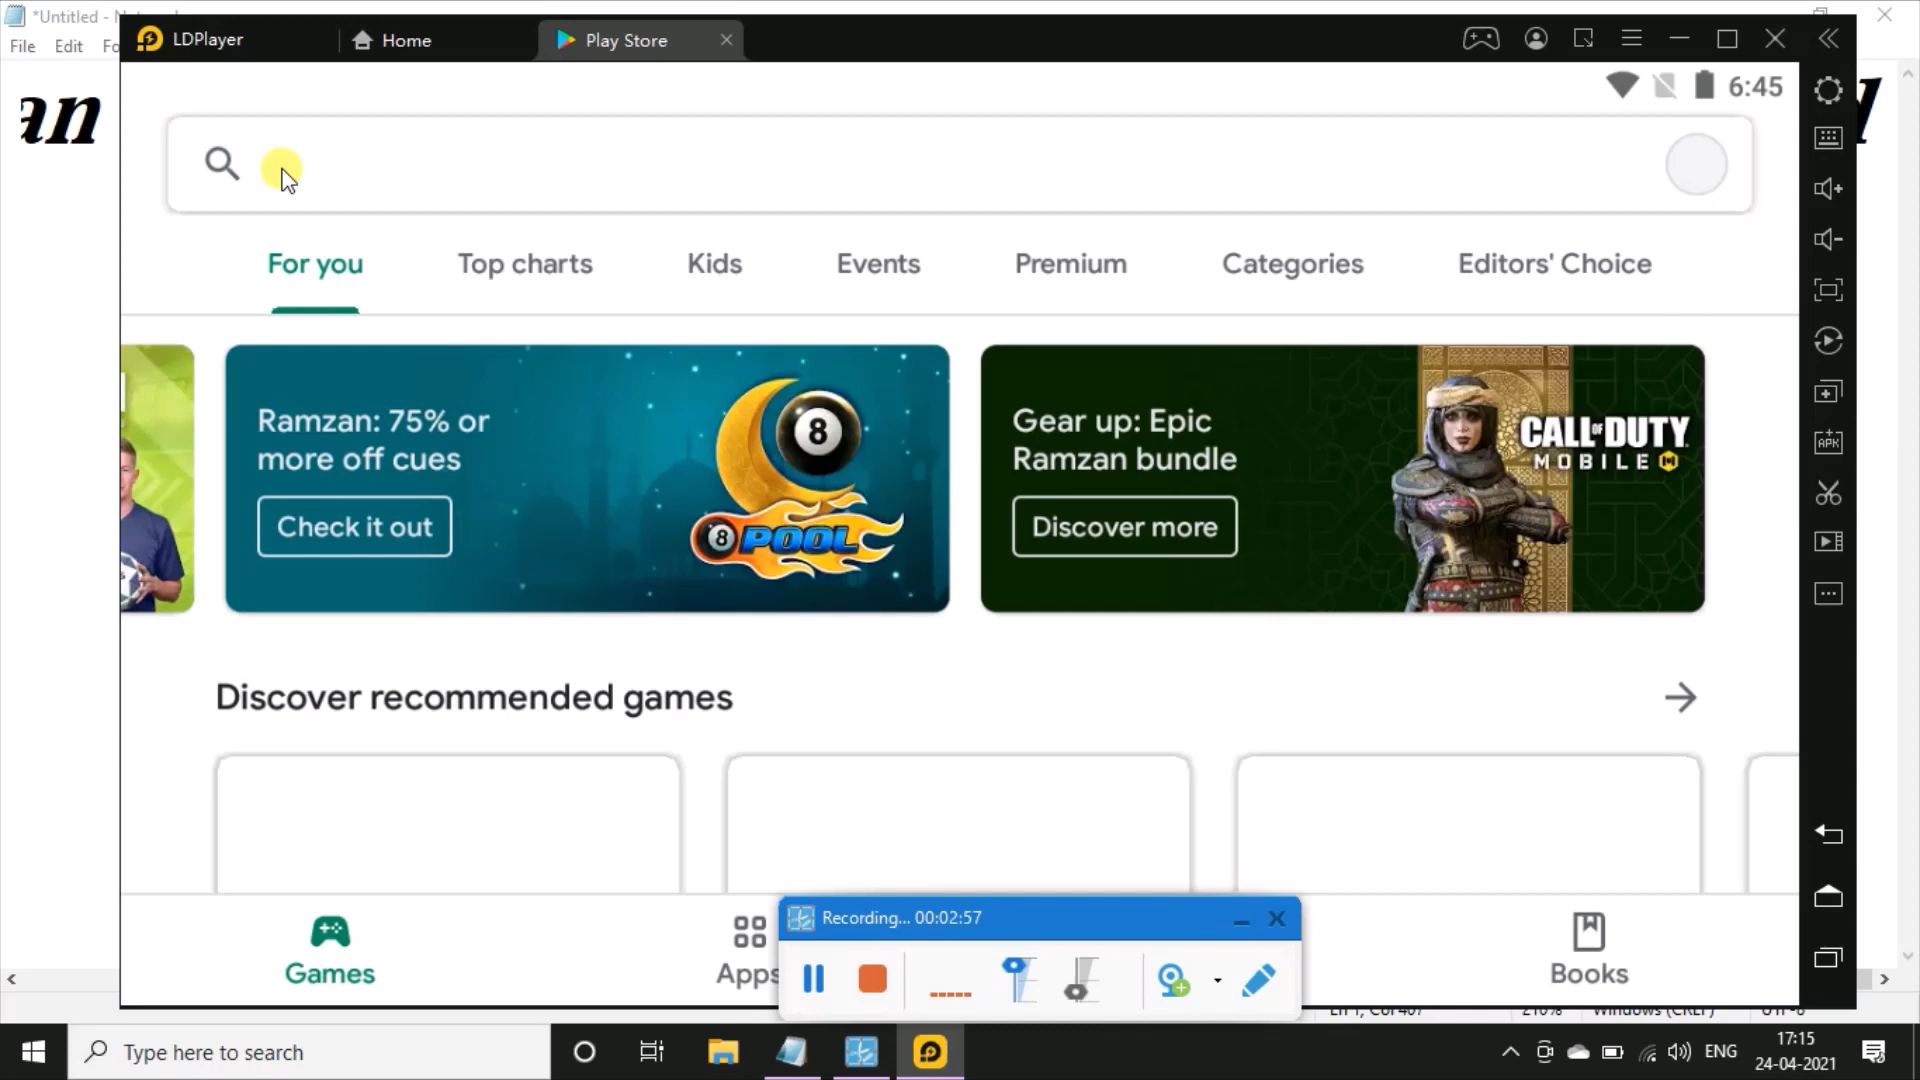 *Untitled -
File Edit
LDPlayer
Home
Play Store
6:45
an
For you
Top charts
Kids
Events
Premium
Categories
Editors' Choice
Ramzan: 75% or
more off cues
Check it out
8
8 POOL
Gear up: Epic
Ramzan bundle
Discover more
CALL OF DUTY
MOBILE
APK
Discover recommended games
Games
Apps
Books
Recording... 00:02:57
Type here to search
ENG
17:15
24-04-2021